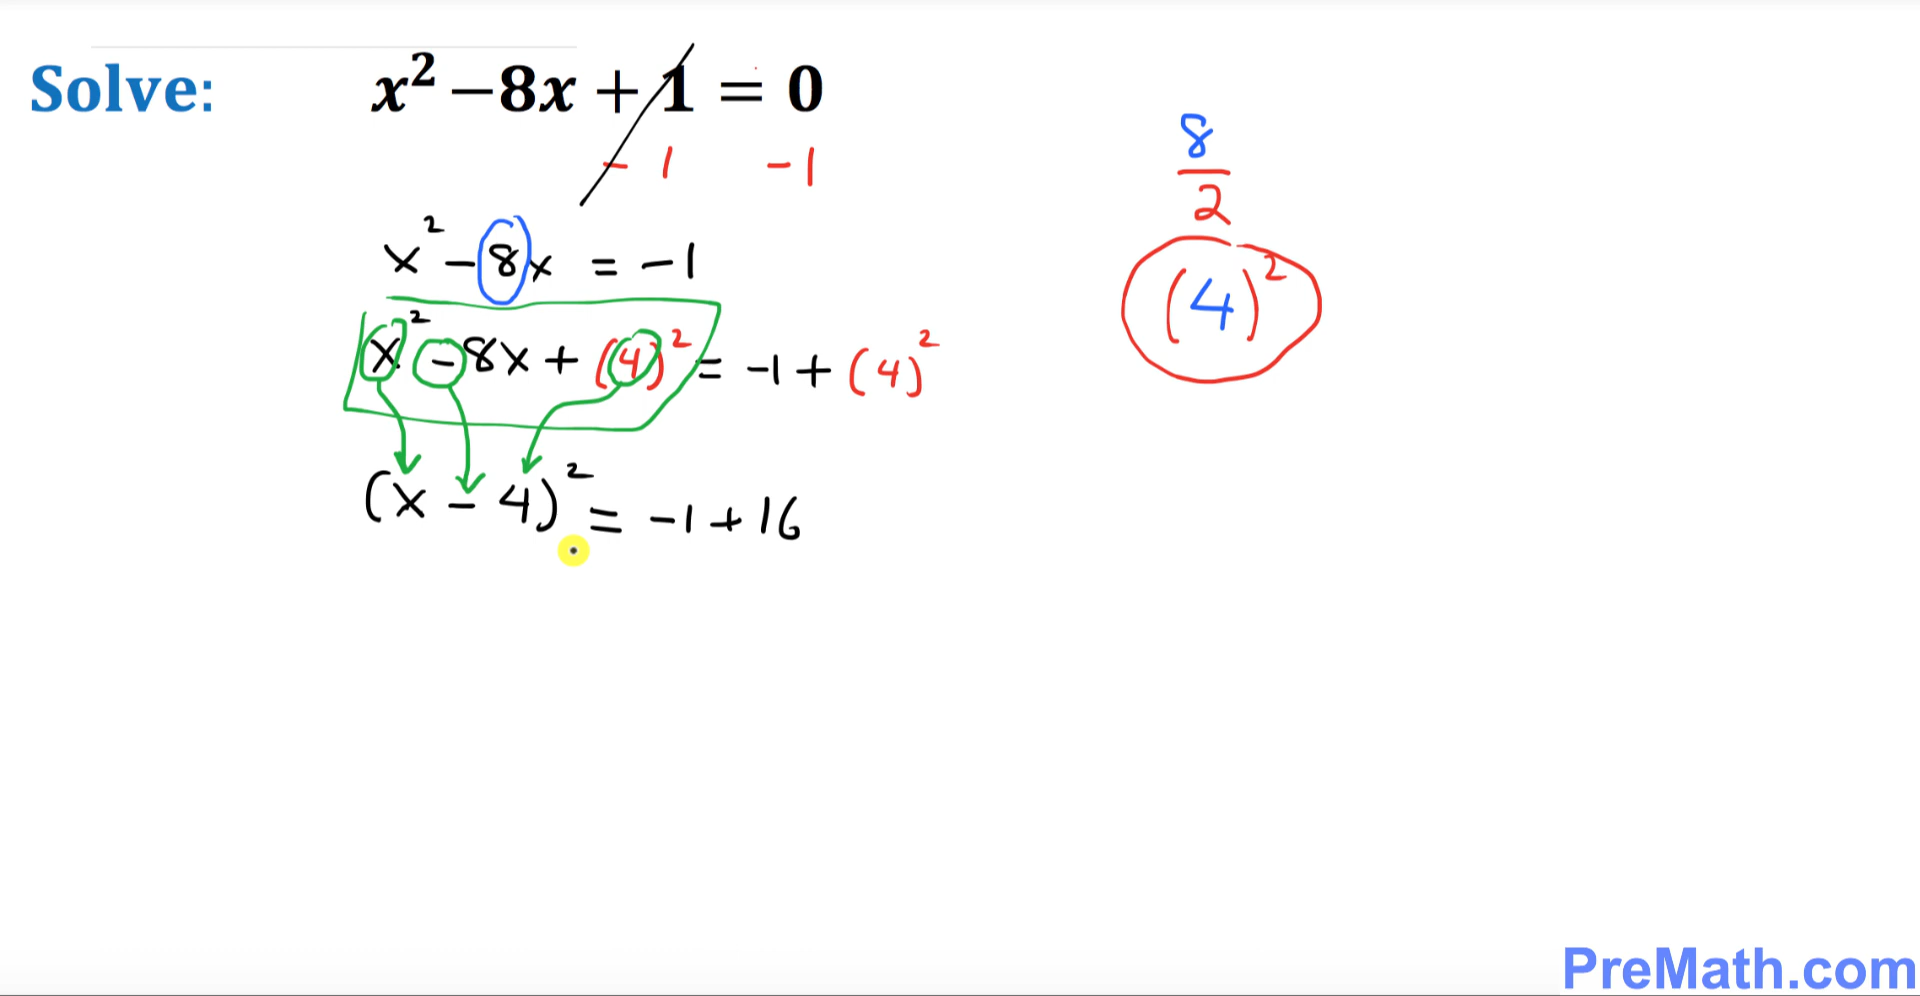 Solve: x² −8x + 1 = 0
− 1 −1
x² − 8x = −1
x² − 8x + (4)² = −1 + (4)²
(x − 4)² = −1 + 16
8
2
(4)²
PreMath.com